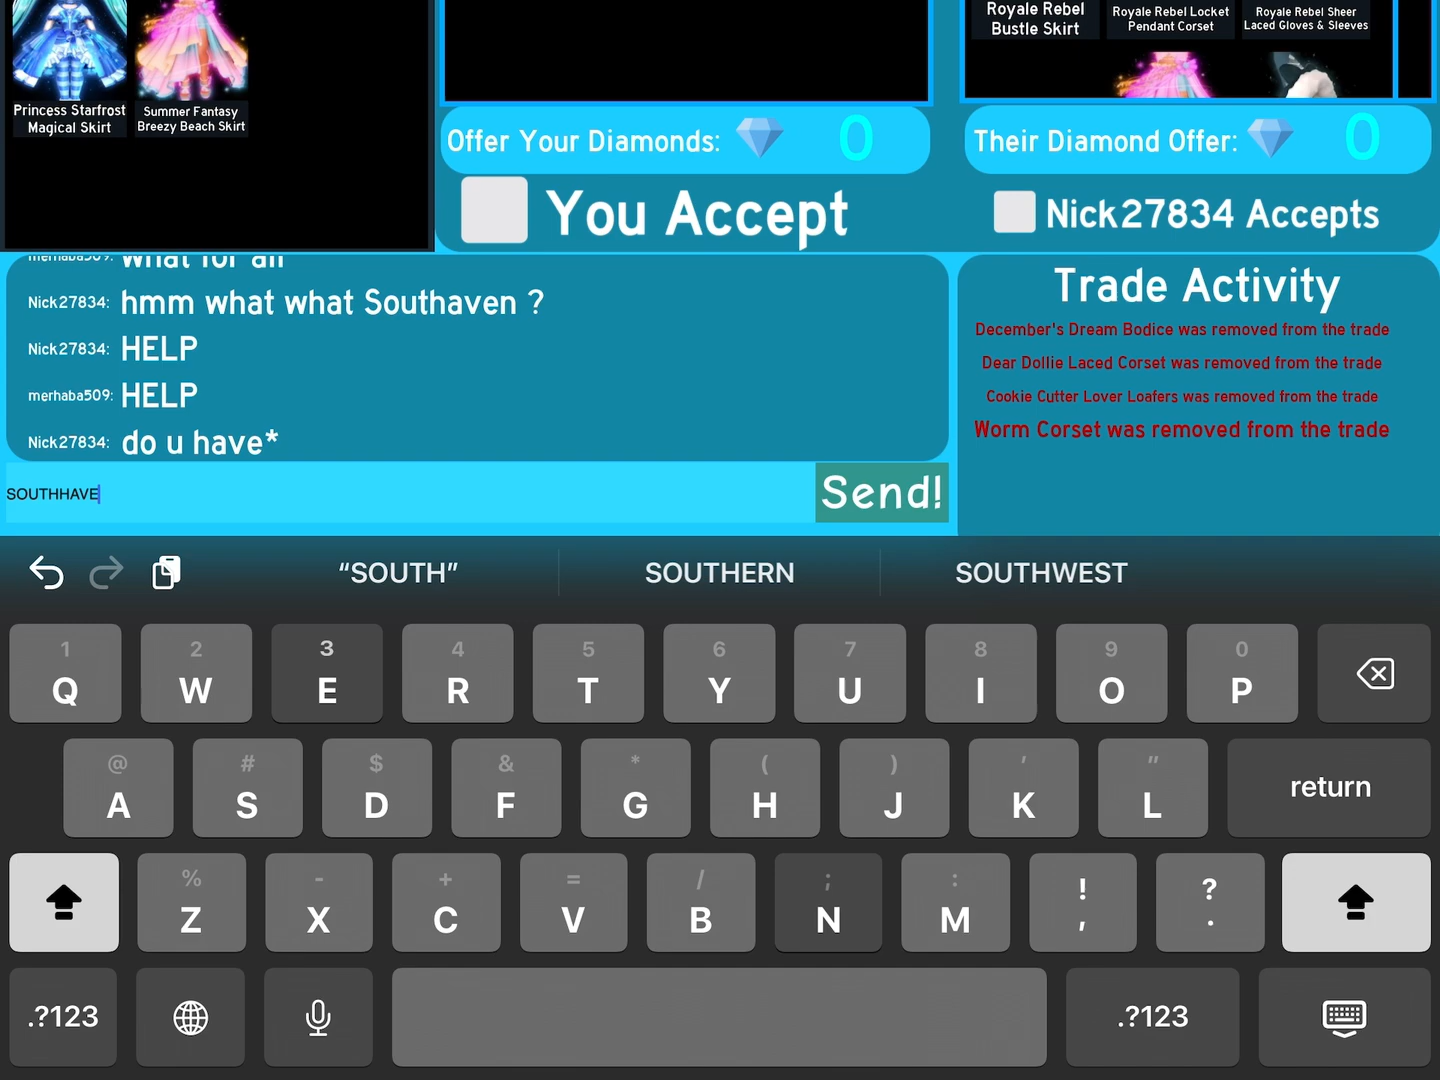 Royale Rebel
Bustle Skirt
Royale Rebel Locket
Pendant Corset
Royale Rebel Sheer
Laced Gloves & Sleeves
Princess Starfrost
Magical Skirt
Summer Fantasy
Breezy Beach Skirt
Offer Your Diamonds: 0
Their Diamond Offer: 0
You Accept
Nick27834 Accepts
merhaba509: what for all
Nick27834: hmm what what Southaven ?
Nick27834: HELP
merhaba509: HELP
Nick27834: do u have*
SOUTHHAVE
Send!
Trade Activity
December's Dream Bodice was removed from the trade
Dear Dollie Laced Corset was removed from the trade
Cookie Cutter Lover Loafers was removed from the trade
Worm Corset was removed from the trade
“SOUTH” SOUTHERN SOUTHWEST
1 2 3 4 5 6 7 8 9 0
Q W E R T Y U I O P
@ # $ & * ( ) ' "
A S D F G H J K L return
% - + = / ; : ! ?
Z X C V B N M , .
.?123 .?123